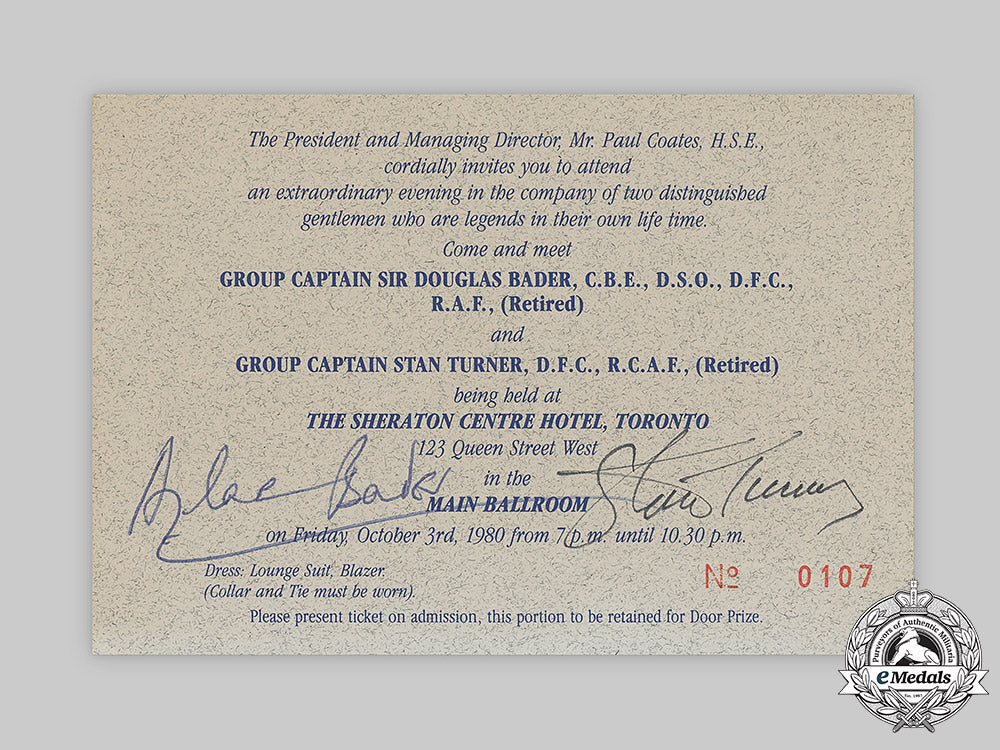 The President and Managing Director, Mr. Paul Coates, H.S.E.,
cordially invites you to attend
an extraordinary evening in the company of two distinguished
gentlemen who are legends in their own life time.
Come and meet
GROUP CAPTAIN SIR DOUGLAS BADER, C.B.E., D.S.O., D.F.C.,
R.A.F., (Retired)
and
GROUP CAPTAIN STAN TURNER, D.F.C., R.C.A.F., (Retired)
being held at
THE SHERATON CENTRE HOTEL, TORONTO
123 Queen Street West
in the
Douglas Bader
Stan Turner
MAIN BALLROOM
on Friday, October 3rd, 1980 from 7 p.m. until 10.30 p.m.
Dress: Lounge Suit, Blazer.
(Collar and Tie must be worn).
№ 0107
Please present ticket on admission, this portion to be retained for Door Prize.
Purveyors of Authentic Militaria
eMedals